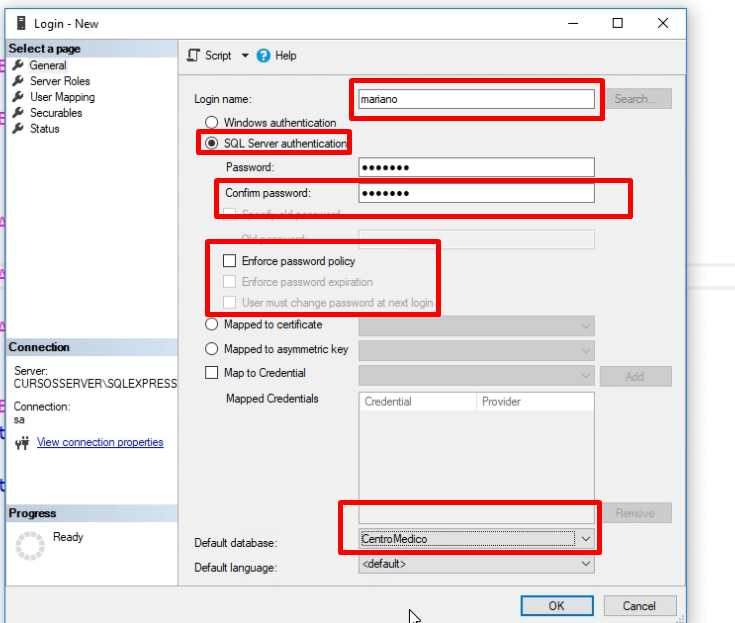 Login - New
Select a page
General
Server Roles
User Mapping
Securables
Status
Script
Help
Login name:
mariano
Search...
Windows authentication
SQL Server authentication
Password:
•••••••
Confirm password:
•••••••
Specify old password
Old password:
Enforce password policy
Enforce password expiration
User must change password at next login
Mapped to certificate
Mapped to asymmetric key
Map to Credential
Add
Mapped Credentials
Credential
Provider
Remove
Default database:
CentroMedico
Default language:
<default>
Connection
Server:
CURSOSSERVER\SQLEXPRESS
Connection:
sa
View connection properties
Progress
Ready
OK
Cancel